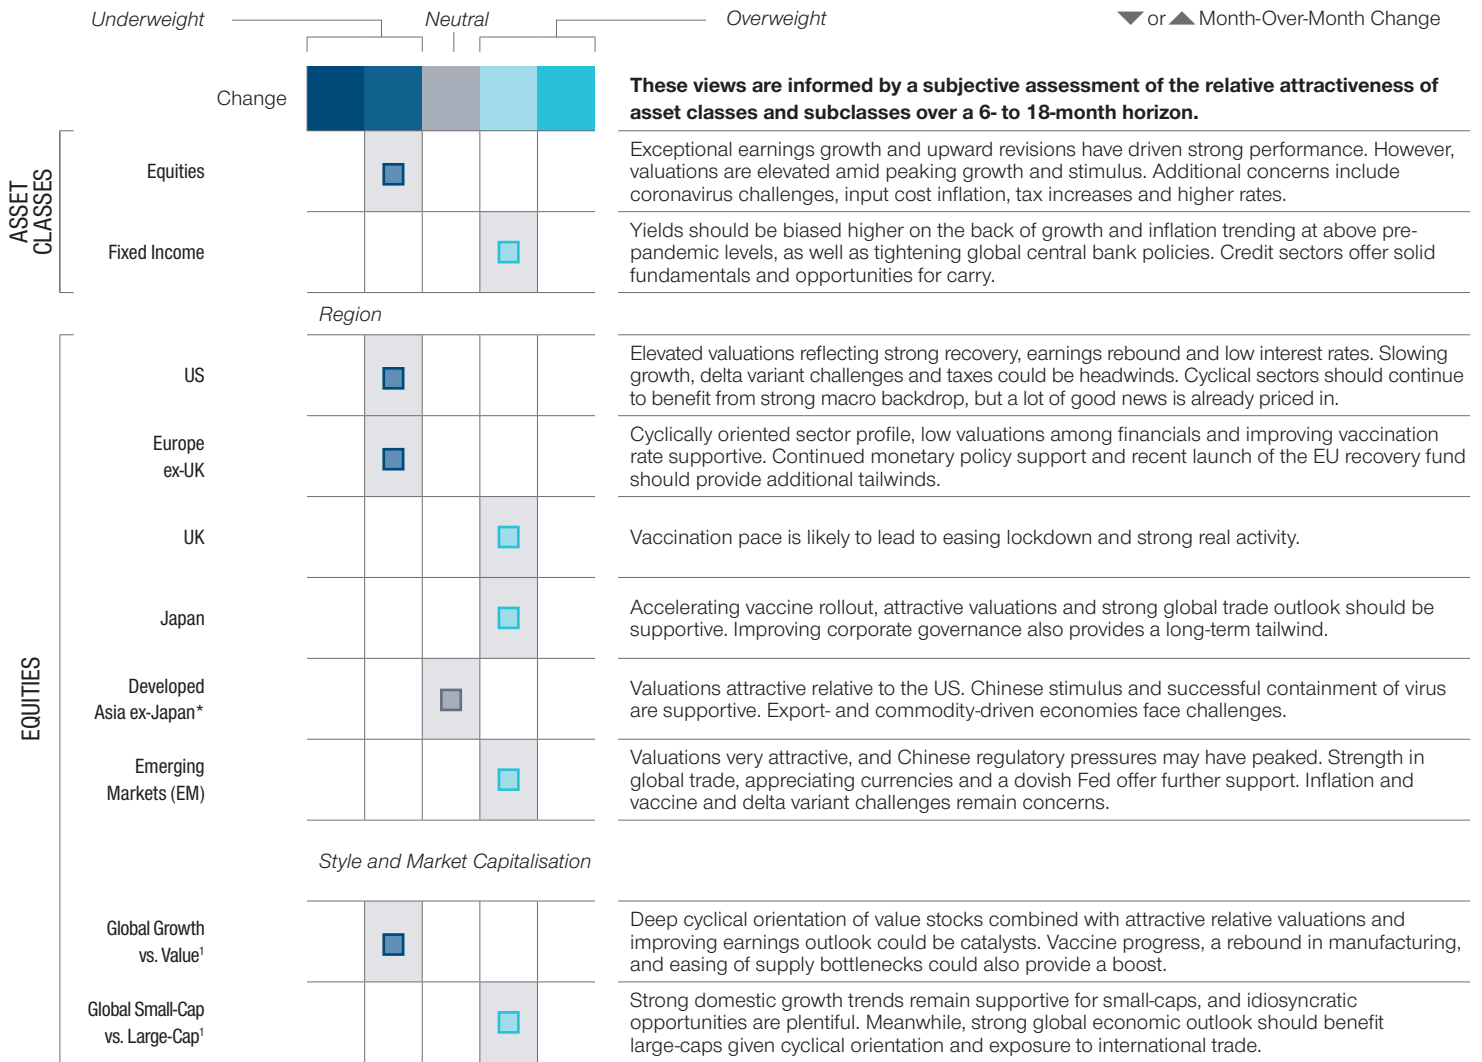 Underweight
Neutral
Overweight
or Month-Over-Month Change
Change
These views are informed by a subjective assessment of the relative attractiveness of
asset classes and subclasses over a 6- to 18-month horizon.
ASSET
CLASSES
Equities
Exceptional earnings growth and upward revisions have driven strong performance. However,
valuations are elevated amid peaking growth and stimulus. Additional concerns include
coronavirus challenges, input cost inflation, tax increases and higher rates.
Fixed Income
Yields should be biased higher on the back of growth and inflation trending at above pre-
pandemic levels, as well as tightening global central bank policies. Credit sectors offer solid
fundamentals and opportunities for carry.
EQUITIES
Region
US
Elevated valuations reflecting strong recovery, earnings rebound and low interest rates. Slowing
growth, delta variant challenges and taxes could be headwinds. Cyclical sectors should continue
to benefit from strong macro backdrop, but a lot of good news is already priced in.
Europe
ex-UK
Cyclically oriented sector profile, low valuations among financials and improving vaccination
rate supportive. Continued monetary policy support and recent launch of the EU recovery fund
should provide additional tailwinds.
UK
Vaccination pace is likely to lead to easing lockdown and strong real activity.
Japan
Accelerating vaccine rollout, attractive valuations and strong global trade outlook should be
supportive. Improving corporate governance also provides a long-term tailwind.
Developed
Asia ex-Japan*
Valuations attractive relative to the US. Chinese stimulus and successful containment of virus
are supportive. Export- and commodity-driven economies face challenges.
Emerging
Markets (EM)
Valuations very attractive, and Chinese regulatory pressures may have peaked. Strength in
global trade, appreciating currencies and a dovish Fed offer further support. Inflation and
vaccine and delta variant challenges remain concerns.
Style and Market Capitalisation
Global Growth
vs. Value¹
Deep cyclical orientation of value stocks combined with attractive relative valuations and
improving earnings outlook could be catalysts. Vaccine progress, a rebound in manufacturing,
and easing of supply bottlenecks could also provide a boost.
Global Small-Cap
vs. Large-Cap¹
Strong domestic growth trends remain supportive for small-caps, and idiosyncratic
opportunities are plentiful. Meanwhile, strong global economic outlook should benefit
large-caps given cyclical orientation and exposure to international trade.